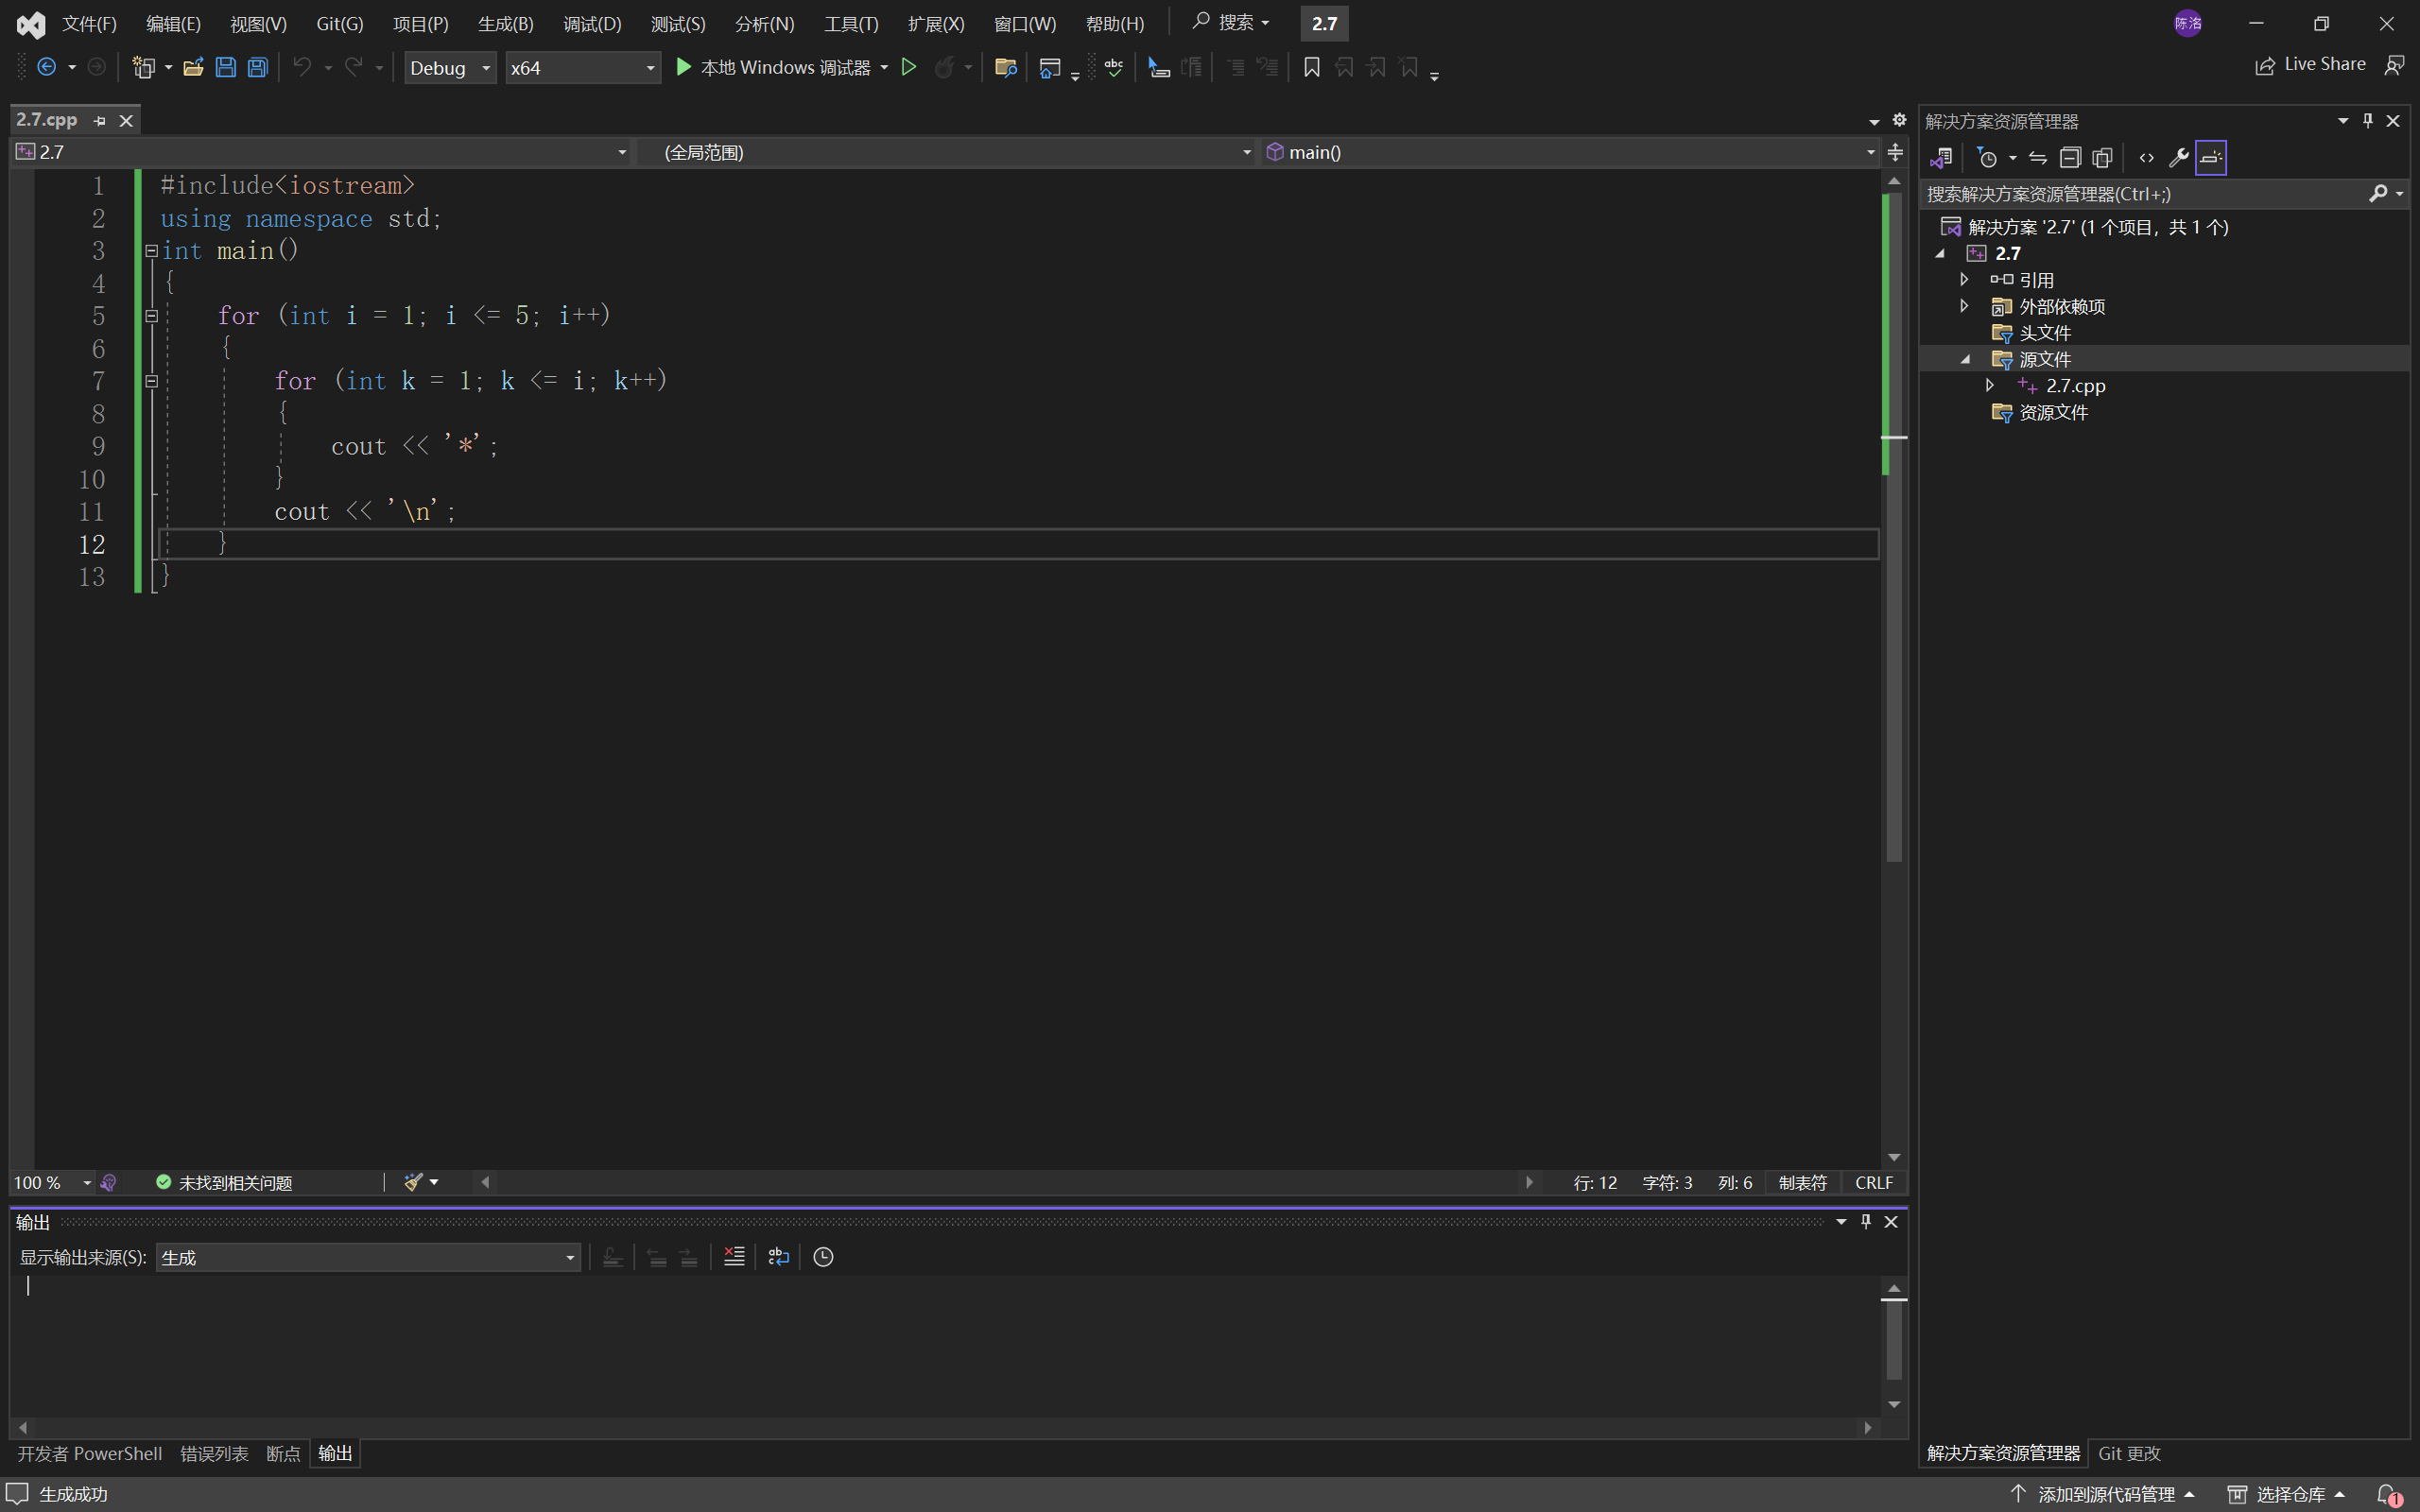 文件(F) 编辑(E) 视图(V) Git(G) 项目(P) 生成(B) 调试(D) 测试(S) 分析(N) 工具(T) 扩展(X) 窗口(W) 帮助(H) 搜索 2.7 陈洛
Debug x64 本地 Windows 调试器 abc Live Share
2.7.cpp
2.7 (全局范围) main()
1 #include<iostream>
2 using namespace std;
3 int main()
4 {
5 for (int i = 1; i <= 5; i++)
6 {
7 for (int k = 1; k <= i; k++)
8 {
9 cout << '*';
10 }
11 cout << '\n';
12 }
13 }
100 % 未找到相关问题 行: 12 字符: 3 列: 6 制表符 CRLF
输出
显示输出来源(S): 生成
开发者 PowerShell 错误列表 断点 输出
解决方案资源管理器
搜索解决方案资源管理器(Ctrl+;)
解决方案 '2.7' (1 个项目，共 1 个)
2.7
引用
外部依赖项
头文件
源文件
2.7.cpp
资源文件
解决方案资源管理器 Git 更改
生成成功 添加到源代码管理 选择仓库 1